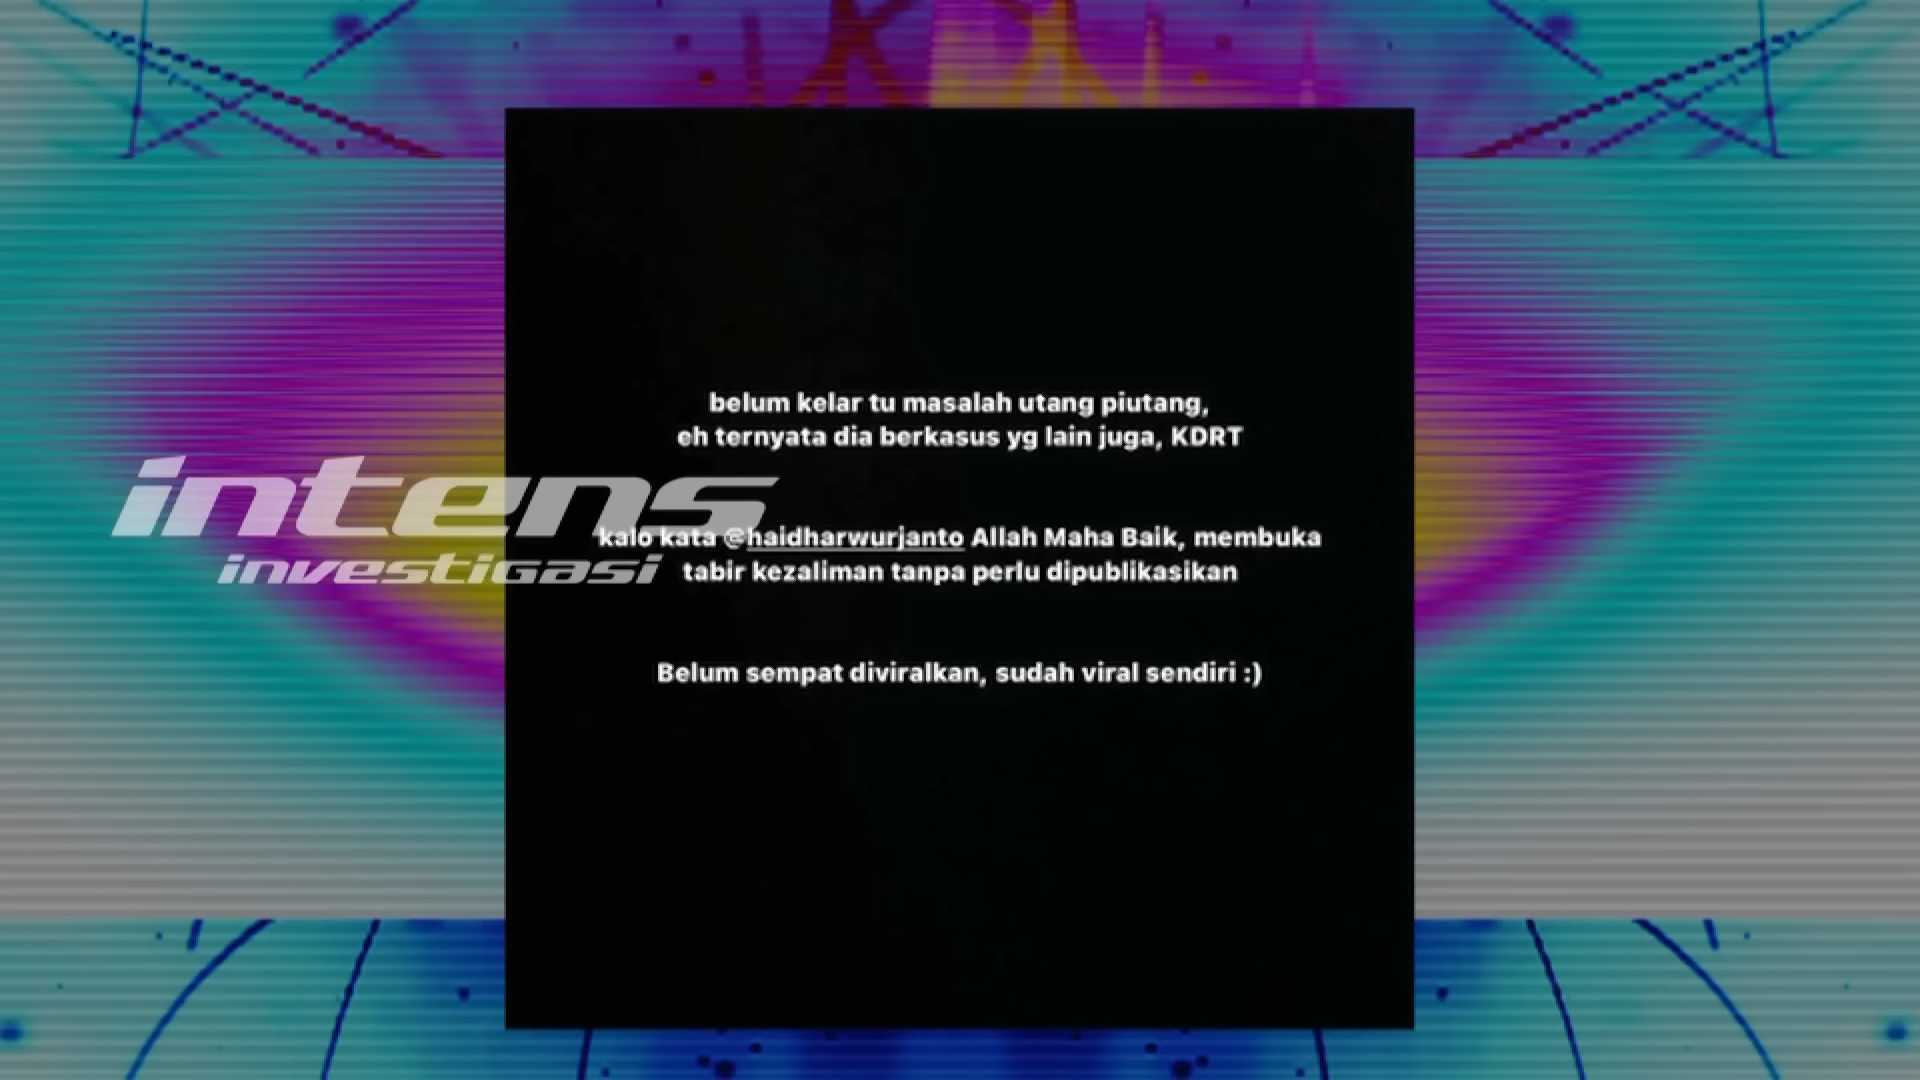 belum kelar tu masalah utang piutang,
eh ternyata dia berkasus yg lain juga, KDRT
intens
investigasi
kalo kata @haidharwurjanto Allah Maha Baik, membuka
tabir kezaliman tanpa perlu dipublikasikan
Belum sempat diviralkan, sudah viral sendiri :)